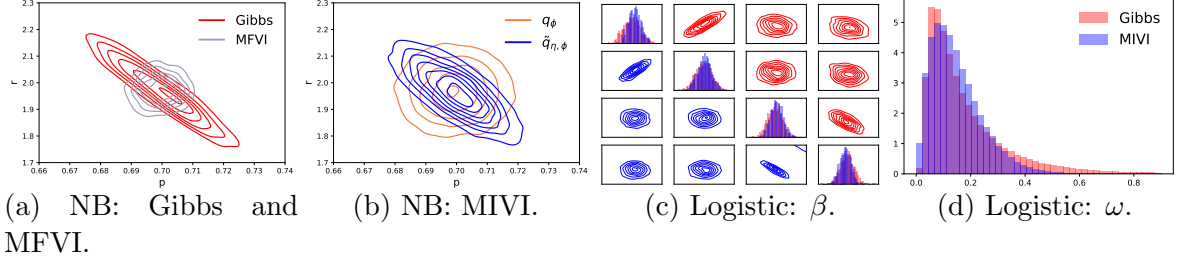 2.3
2.2
2.1
2.0
1.9
1.8
1.7
r
0.66 0.67 0.68 0.69 0.70 0.71 0.72 0.73 0.74
p
Gibbs
MFVI
(a) NB: Gibbs and
MFVI.
2.3
2.2
2.1
2.0
1.9
1.8
1.7
r
0.66 0.67 0.68 0.69 0.70 0.71 0.72 0.73 0.74
p
qϕ
q̃η,ϕ
(b) NB: MIVI.
(c) Logistic: β.
5
4
3
2
1
0
0.0 0.2 0.4 0.6 0.8
Gibbs
MIVI
(d) Logistic: ω.